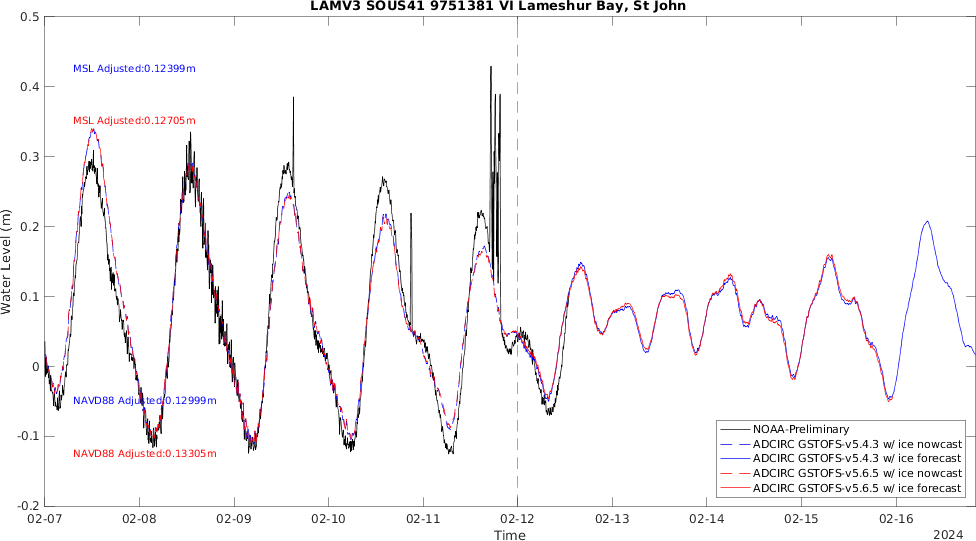 LAMV3 SOUS41 9751381 VI Lameshur Bay, St John
0.5
0.4
0.3
0.2
0.1
0
-0.1
-0.2
Water Level (m)
MSL Adjusted:0.12399m
MSL Adjusted:0.12705m
NAVD88 Adjusted:0.12999m
NAVD88 Adjusted:0.13305m
NOAA-Preliminary
ADCIRC GSTOFS-v5.4.3 w/ ice nowcast
ADCIRC GSTOFS-v5.4.3 w/ ice forecast
ADCIRC GSTOFS-v5.6.5 w/ ice nowcast
ADCIRC GSTOFS-v5.6.5 w/ ice forecast
02-07 02-08 02-09 02-10 02-11 02-12 02-13 02-14 02-15 02-16
Time
2024